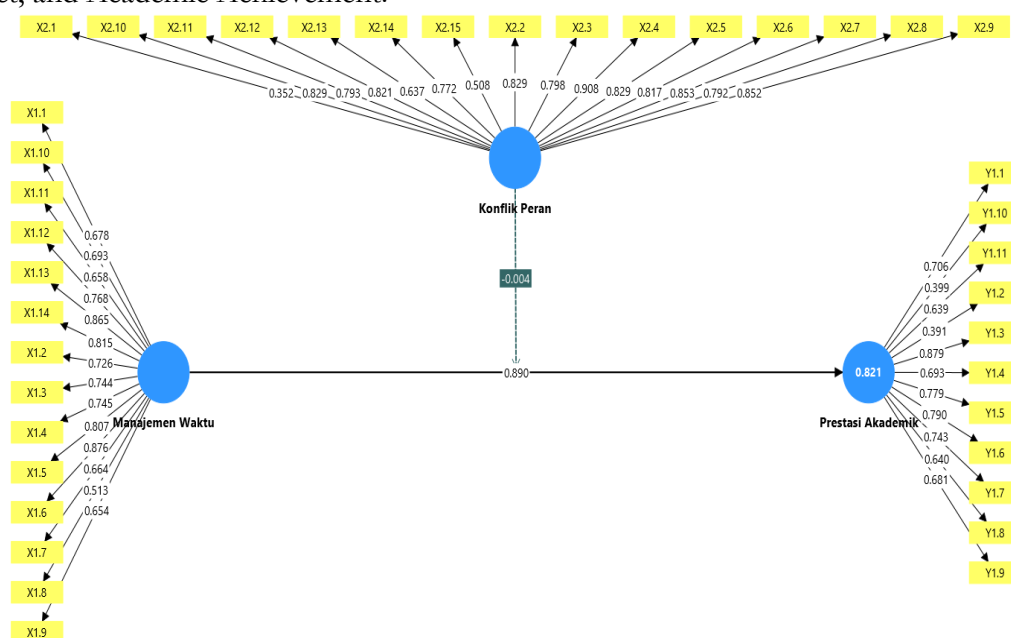 et, and Academic Achievement.
X2.1 X2.10 X2.11 X2.12 X2.13 X2.14 X2.15 X2.2 X2.3 X2.4 X2.5 X2.6 X2.7 X2.8 X2.9
0.352 0.829 0.793 0.821 0.637 0.772 0.508 0.829 0.798 0.908 0.829 0.817 0.853 0.792 0.852
Konflik Peran
-0.004
X1.1
X1.10
X1.11
X1.12
X1.13
X1.14
X1.2
X1.3
X1.4
X1.5
X1.6
X1.7
X1.8
X1.9
0.678
0.693
0.658
0.768
0.865
0.815
0.726
0.744
0.745
0.807
0.876
0.664
0.513
0.654
Manajemen Waktu
0.890
0.821
Prestasi Akademik
0.706
0.399
0.639
0.391
0.879
0.693
0.779
0.790
0.743
0.640
0.681
Y1.1
Y1.10
Y1.11
Y1.2
Y1.3
Y1.4
Y1.5
Y1.6
Y1.7
Y1.8
Y1.9